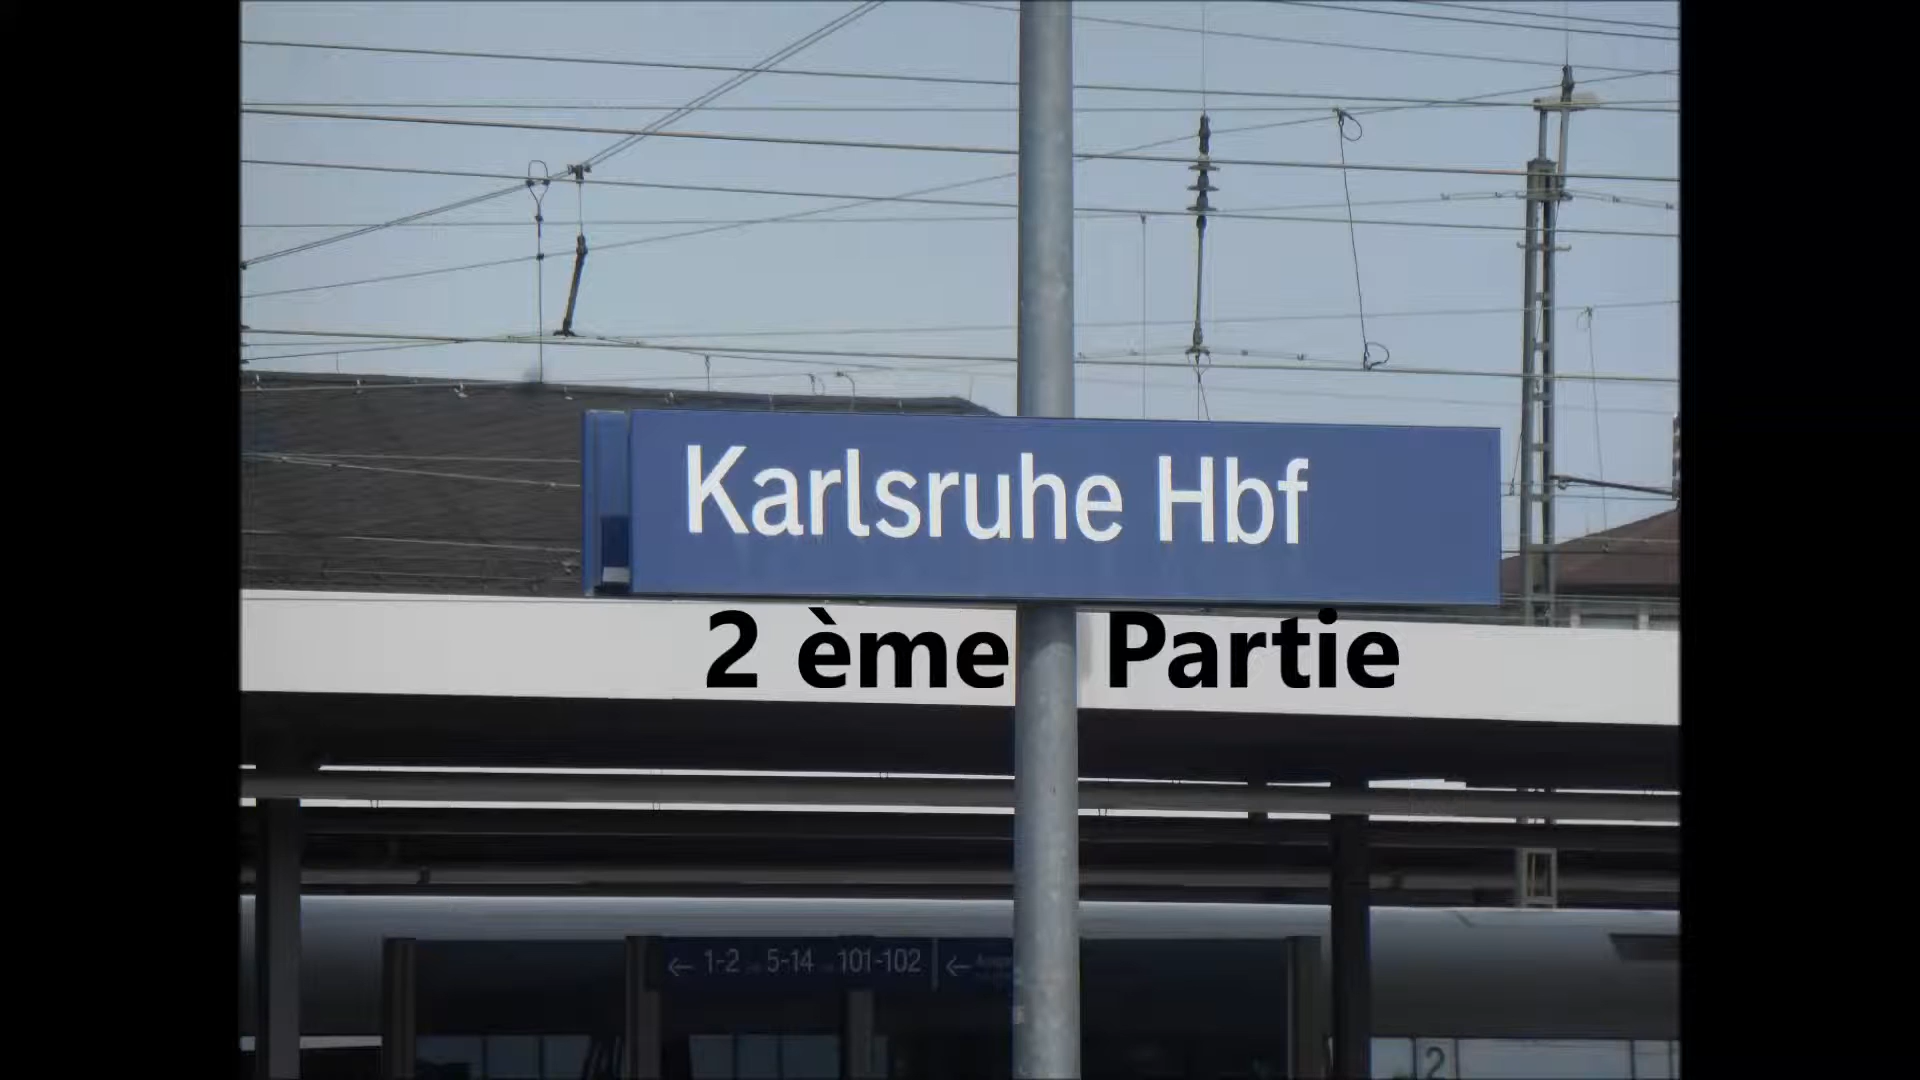 Karlsruhe Hbf
2 ème Partie
← 1-2 5-14 101-102 ←
2